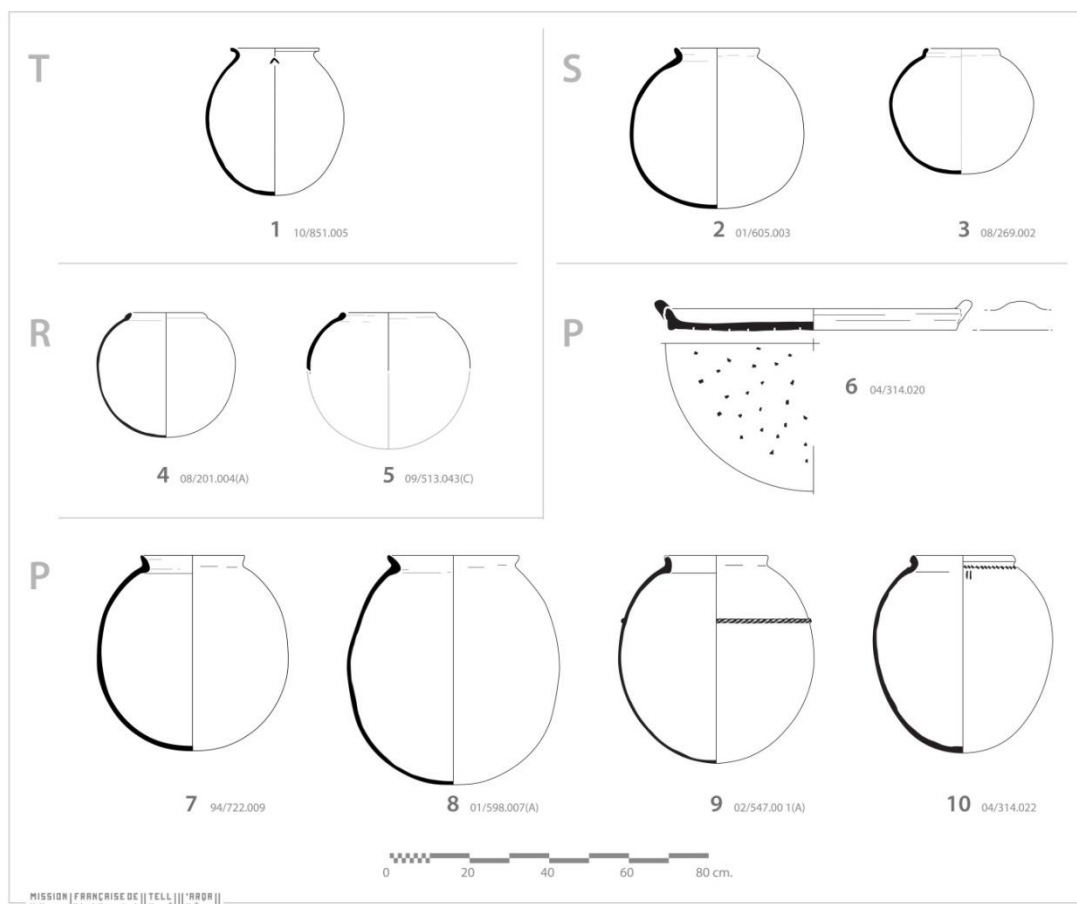 T
1 10/851.005
S
2 01/605.003
3 08/269.002
R
4 08/201.004(A)
5 09/513.043(C)
P
6 04/314.020
P
7 94/722.009
8 01/598.007(A)
9 02/547.00 1(A)
10 04/314.022
0 20 40 60 80 cm.
MISSION | FRANÇAISE DE || TELL ||| 'ARQA ||